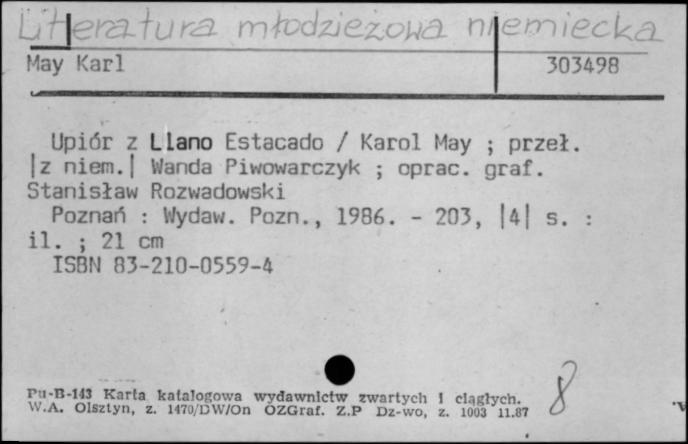 Literatura młodzieżowa niemiecka
May Karl 303498
Upiór z Llano Estacado / Karol May ; przeł.
|z niem.| Wanda Piwowarczyk ; oprac. graf.
Stanisław Rozwadowski
Poznań : Wydaw. Pozn., 1986. - 203, |4| s. :
il. ; 21 cm
ISBN 83-210-0559-4
Pu-B-143 Karta katalogowa wydawnictw zwartych i ciągłych.
W.A. Olsztyn, z. 1470/DW/On OZGraf. Z.P Dz-wo, z. 1003 11.87
8